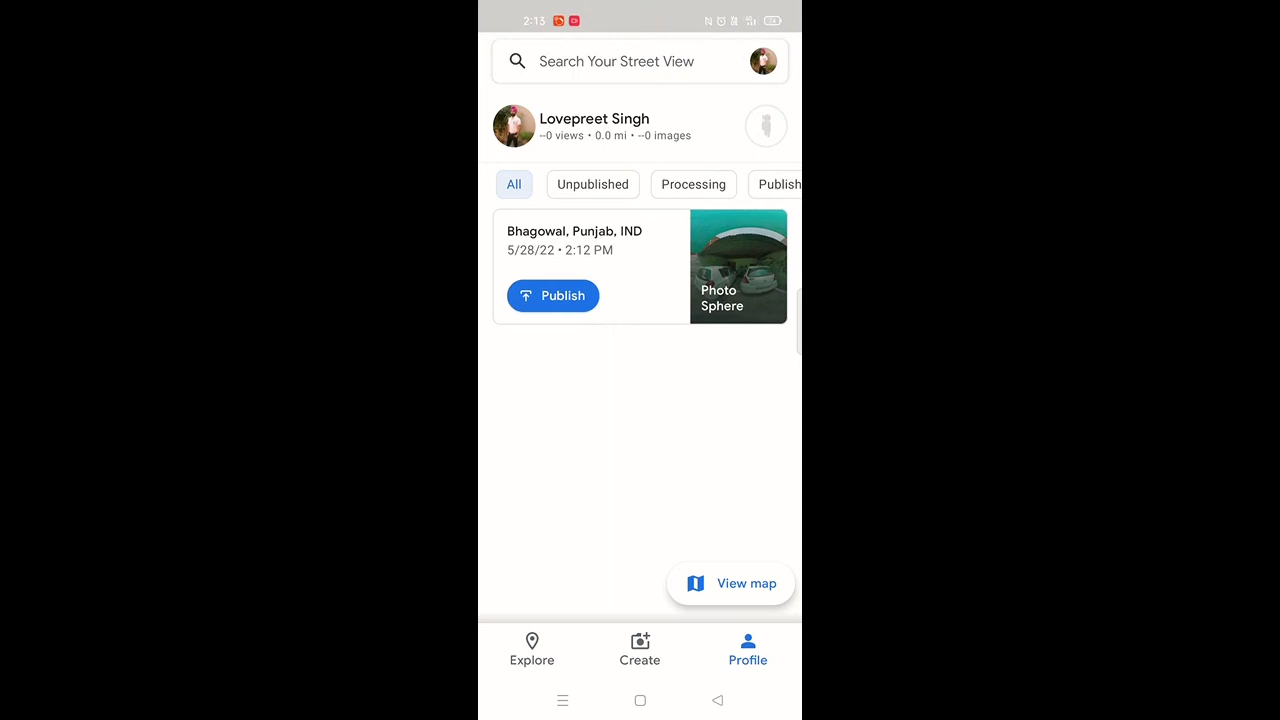 2:13
Search Your Street View
Lovepreet Singh
--0 views • 0.0 mi • --0 images
All
Unpublished
Processing
Publish
Bhagowal, Punjab, IND
5/28/22 • 2:12 PM
Publish
Photo
Sphere
View map
Explore
Create
Profile